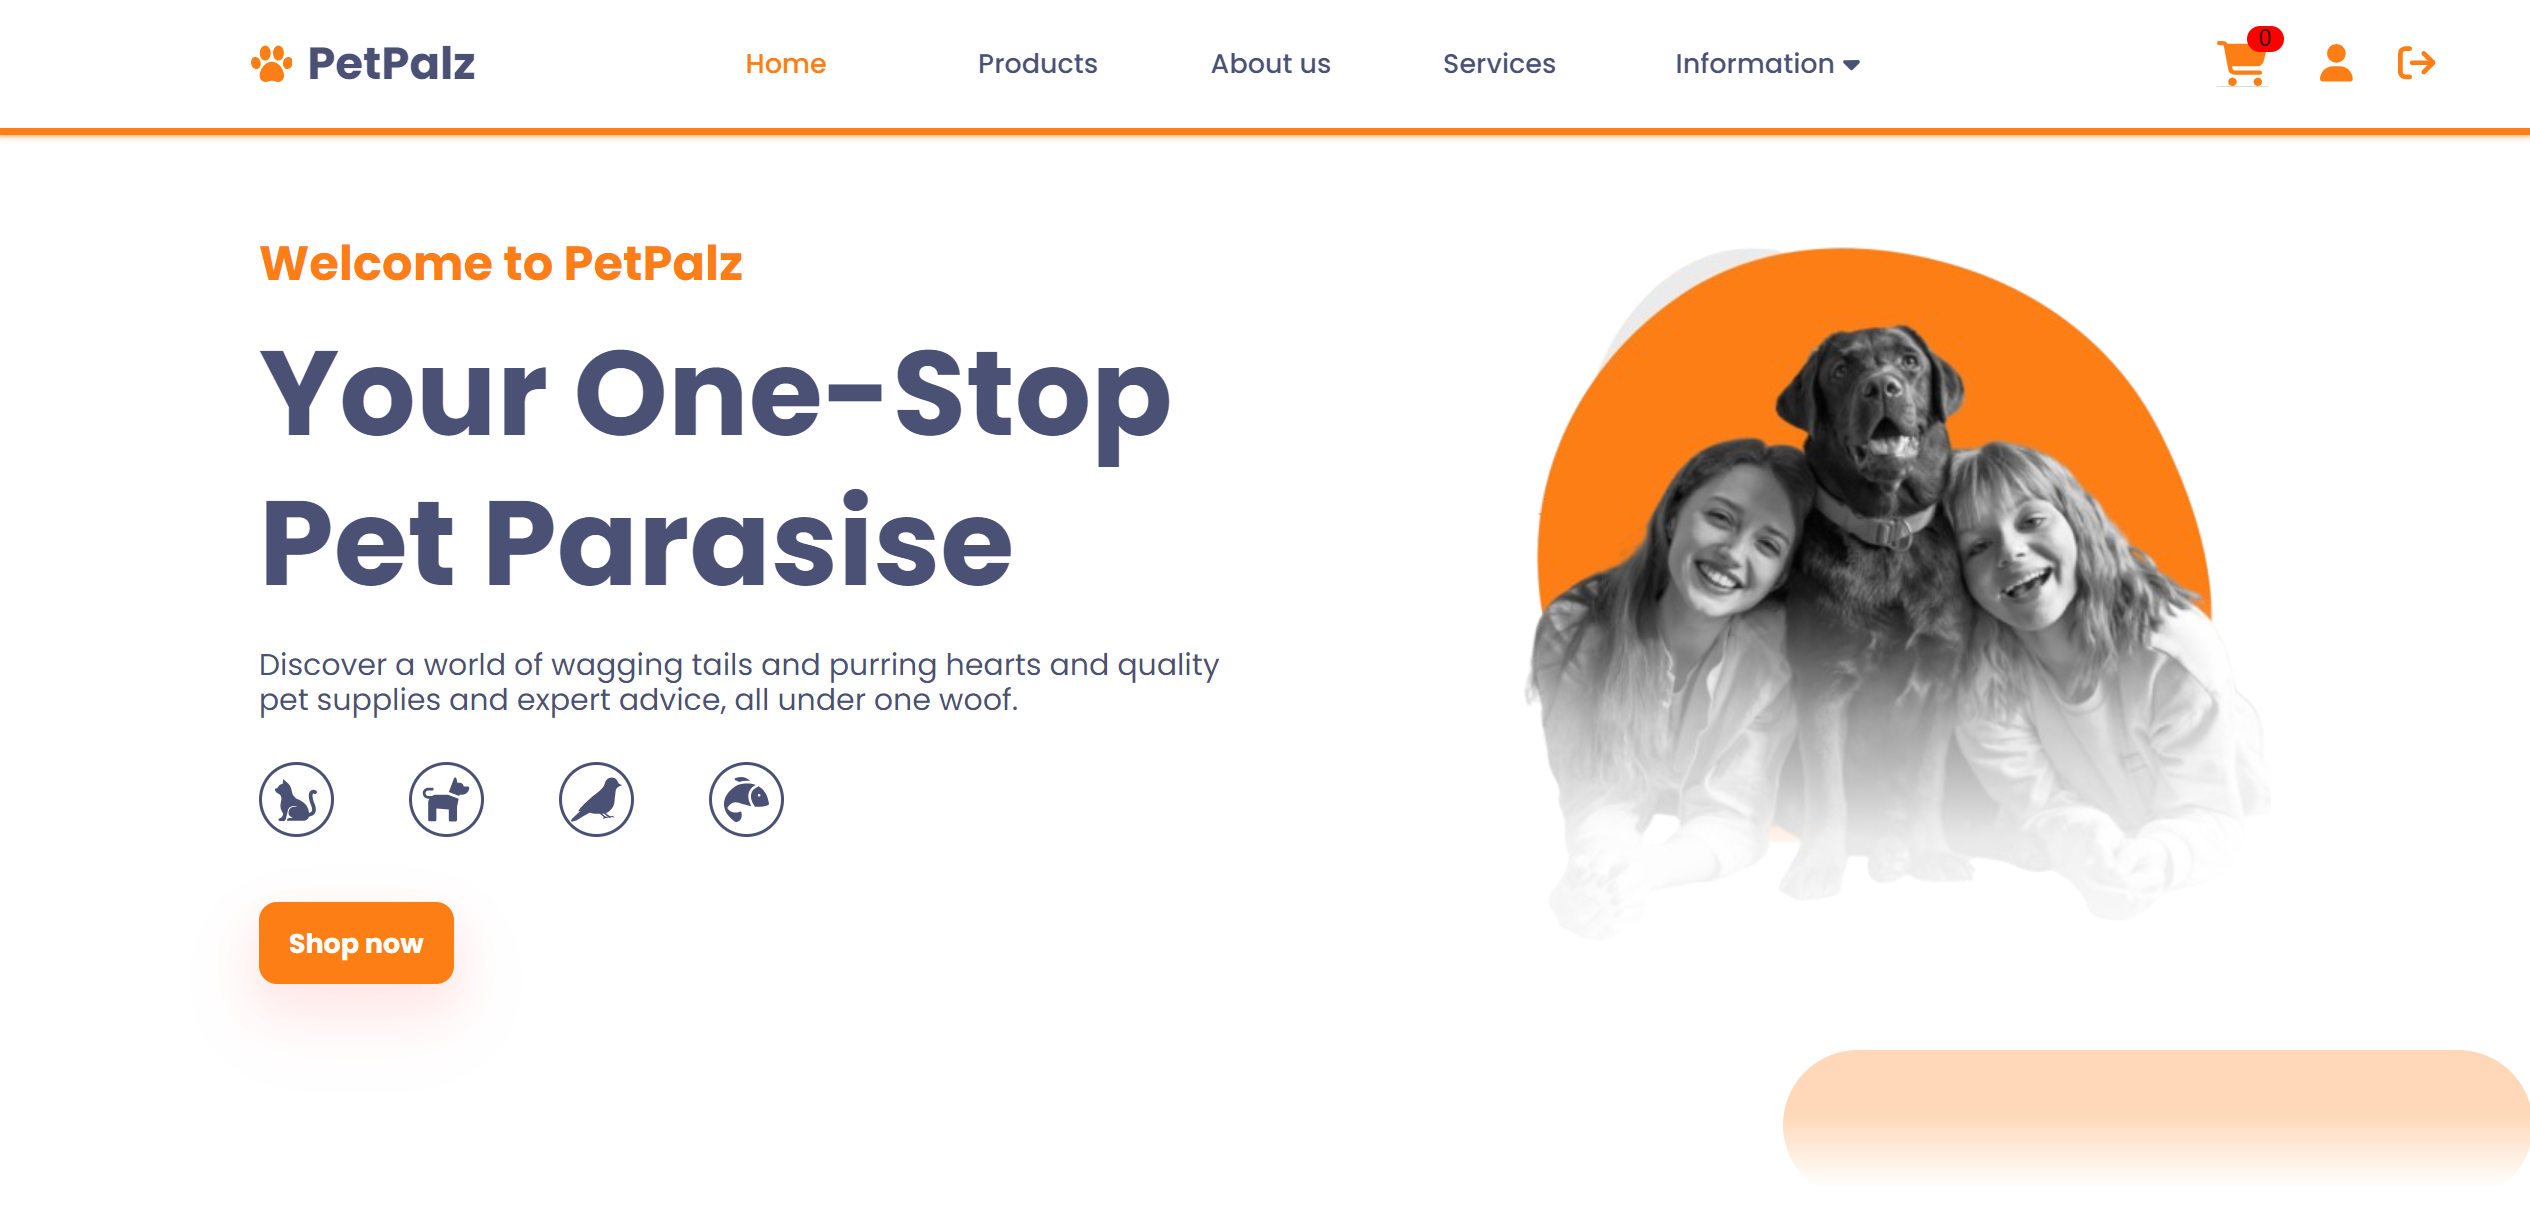 PetPalz
Home
Products
About us
Services
Information
0
Welcome to PetPalz
Your One-Stop
Pet Parasise
Discover a world of wagging tails and purring hearts and quality
pet supplies and expert advice, all under one woof.
Shop now